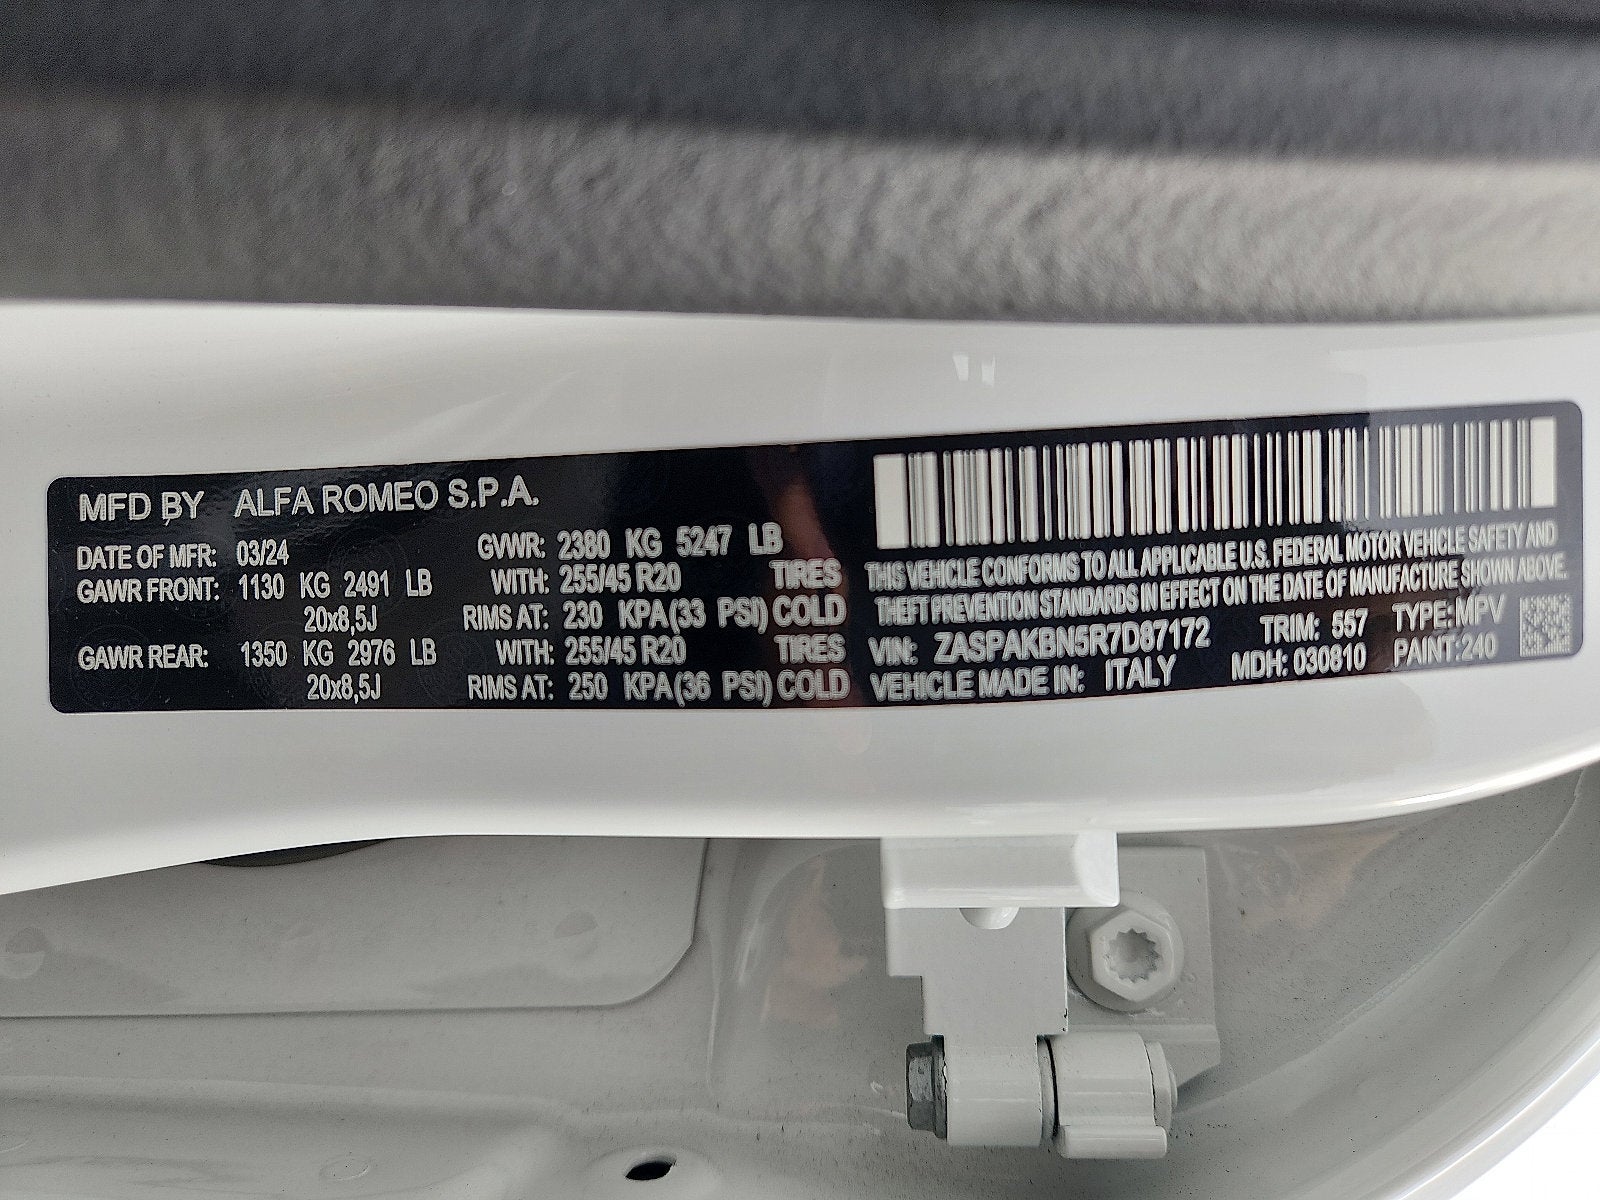 MFD BY ALFA ROMEO S.P.A.
DATE OF MFR: 03/24 GVWR: 2380 KG 5247 LB
GAWR FRONT: 1130 KG 2491 LB WITH: 255/45 R20 TIRES
20x8,5J RIMS AT: 230 KPA(33 PSI) COLD
GAWR REAR: 1350 KG 2976 LB WITH: 255/45 R20 TIRES
20x8,5J RIMS AT: 250 KPA(36 PSI) COLD
THIS VEHICLE CONFORMS TO ALL APPLICABLE U.S. FEDERAL MOTOR VEHICLE SAFETY AND
THEFT PREVENTION STANDARDS IN EFFECT ON THE DATE OF MANUFACTURE SHOWN ABOVE.
VIN: ZASPAKBN5R7D87172 TRIM: 557 TYPE: MPV
VEHICLE MADE IN: ITALY MDH: 030810 PAINT:240